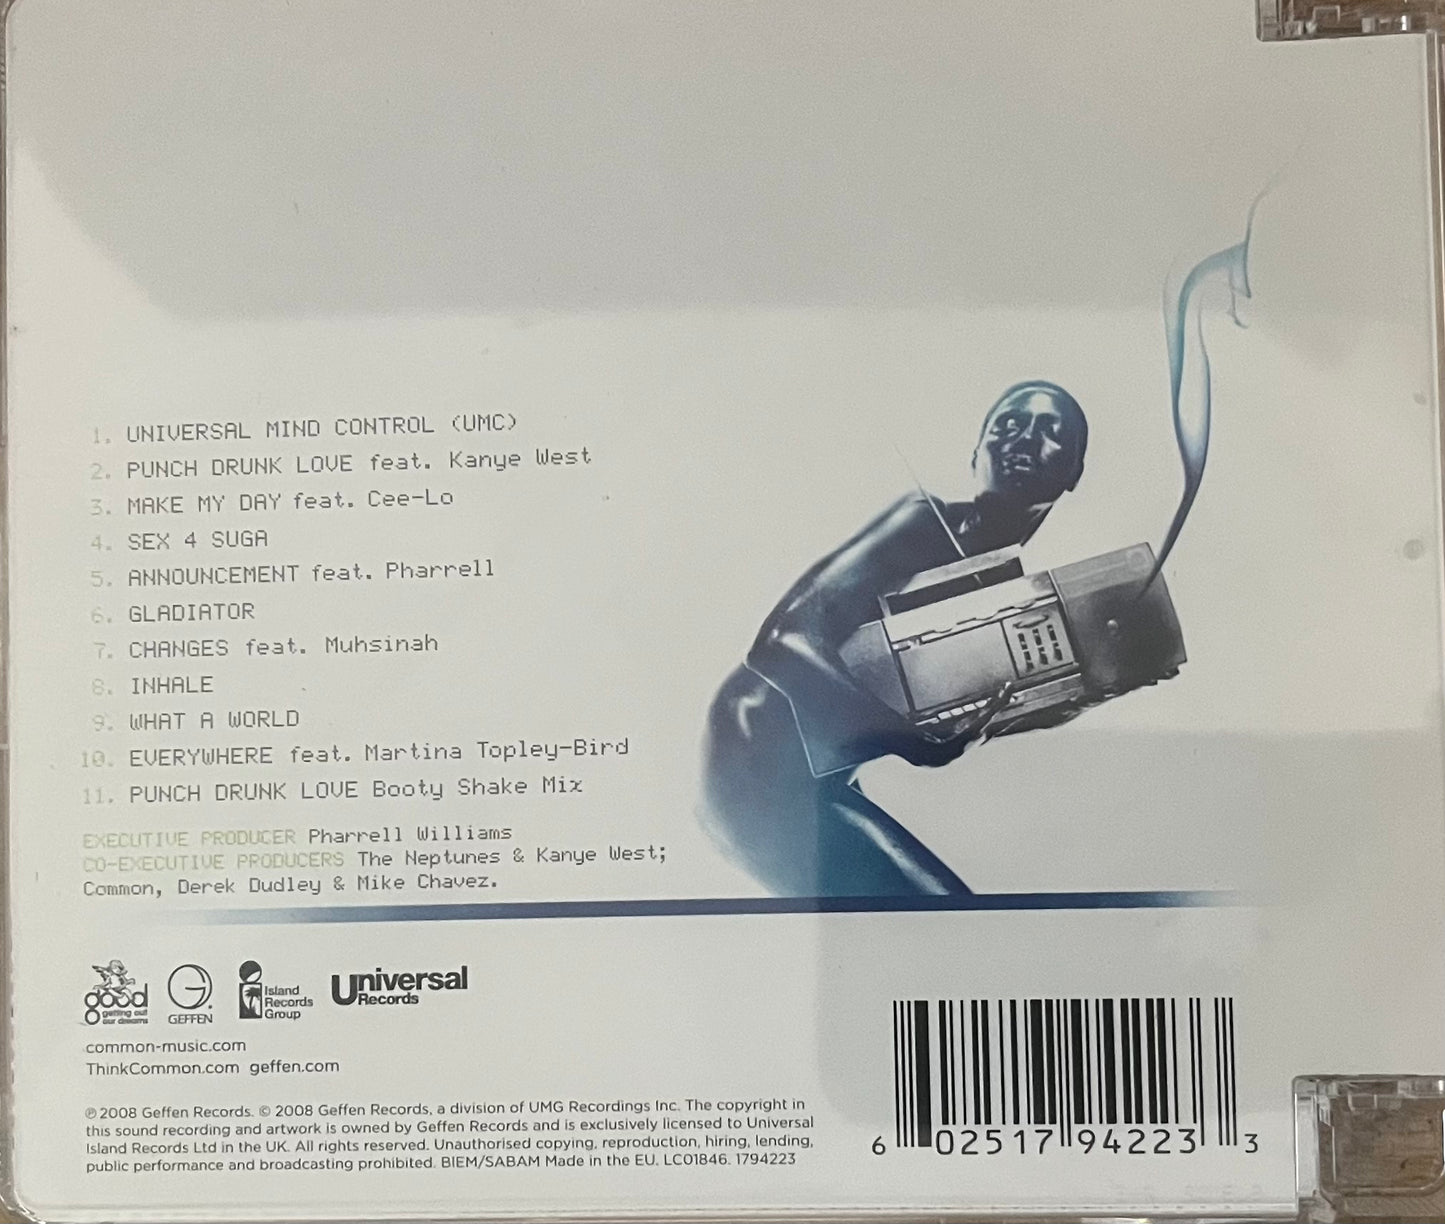 1. UNIVERSAL MIND CONTROL (UMC)
2. PUNCH DRUNK LOVE feat. Kanye West
3. MAKE MY DAY feat. Cee-Lo
4. SEX 4 SUGA
5. ANNOUNCEMENT feat. Pharrell
6. GLADIATOR
7. CHANGES feat. Muhsinah
8. INHALE
9. WHAT A WORLD
10. EVERYWHERE feat. Martina Topley-Bird
11. PUNCH DRUNK LOVE Booty Shake Mix
EXECUTIVE PRODUCER Pharrell Williams
CO-EXECUTIVE PRODUCERS The Neptunes & Kanye West;
Common, Derek Dudley & Mike Chavez.
good
getting out
our dreams
G.
GEFFEN
Island
Records
Group
Universal
Records
common-music.com
ThinkCommon.com geffen.com
℗ 2008 Geffen Records. © 2008 Geffen Records, a division of UMG Recordings Inc. The copyright in
this sound recording and artwork is owned by Geffen Records and is exclusively licensed to Universal
Island Records Ltd in the UK. All rights reserved. Unauthorised copying, reproduction, hiring, lending,
public performance and broadcasting prohibited. BIEM/SABAM Made in the EU. LC01846. 1794223
6 02517 94223 3